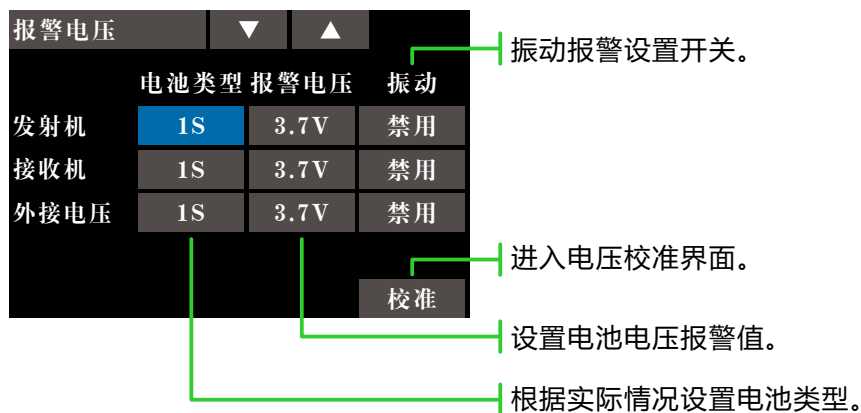 报警电压 ▼ ▲
振动报警设置开关。
电池类型 报警电压 振动
发射机 1S 3.7V 禁用
接收机 1S 3.7V 禁用
外接电压 1S 3.7V 禁用
进入电压校准界面。
校准
设置电池电压报警值。
根据实际情况设置电池类型。